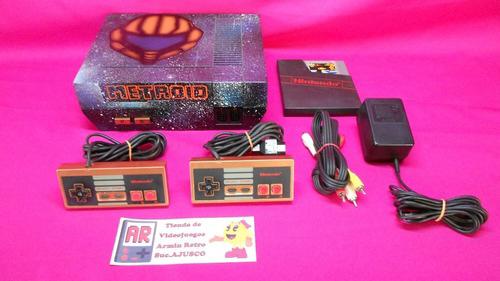 METROID
Nintendo
Nintendo
Nintendo
AR
Tienda de
Videojuegos
Armin Retro
Suc.AJUSCO